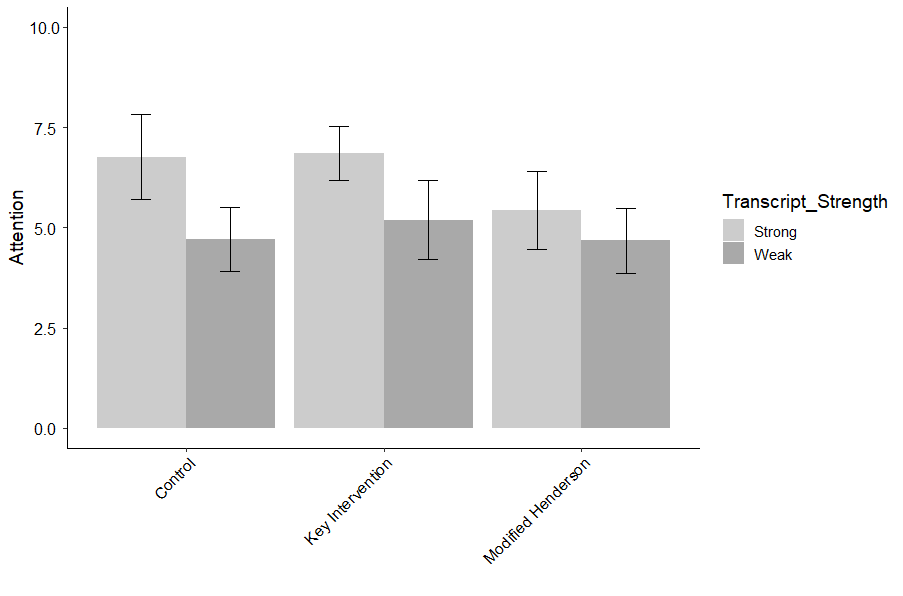 10.0
7.5
5.0
2.5
0.0
Attention
Control
Key Intervention
Modified Henderson
Transcript_Strength
Strong
Weak